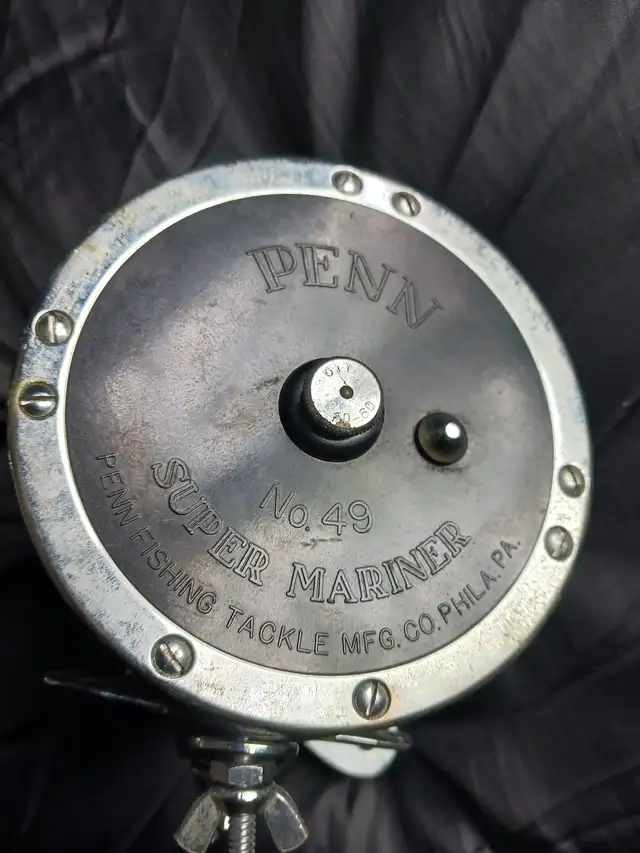 PENN
No. 49
SUPER MARINER
PENN FISHING TACKLE MFG. CO. PHILA. PA.